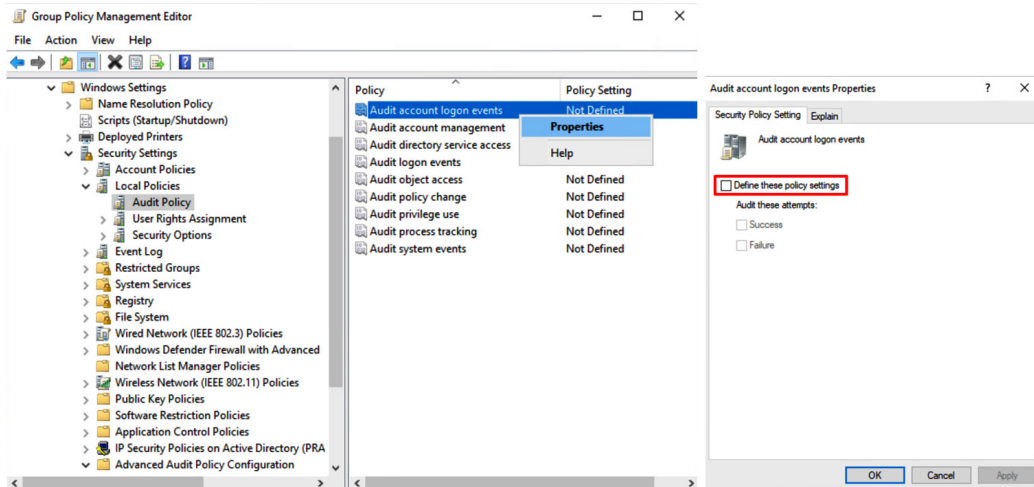 Group Policy Management Editor
File Action View Help
Windows Settings
Name Resolution Policy
Scripts (Startup/Shutdown)
Deployed Printers
Security Settings
Account Policies
Local Policies
Audit Policy
User Rights Assignment
Security Options
Event Log
Restricted Groups
System Services
Registry
File System
Wired Network (IEEE 802.3) Policies
Windows Defender Firewall with Advanced
Network List Manager Policies
Wireless Network (IEEE 802.11) Policies
Public Key Policies
Software Restriction Policies
Application Control Policies
IP Security Policies on Active Directory (PRA
Advanced Audit Policy Configuration
Policy Policy Setting
Audit account logon events Not Defined
Audit account management
Audit directory service access
Audit logon events
Audit object access Not Defined
Audit policy change Not Defined
Audit privilege use Not Defined
Audit process tracking Not Defined
Audit system events Not Defined
Properties
Help
Audit account logon events Properties ?
Security Policy Setting Explain
Audit account logon events
Define these policy settings
Audit these attempts:
Success
Failure
OK Cancel Apply